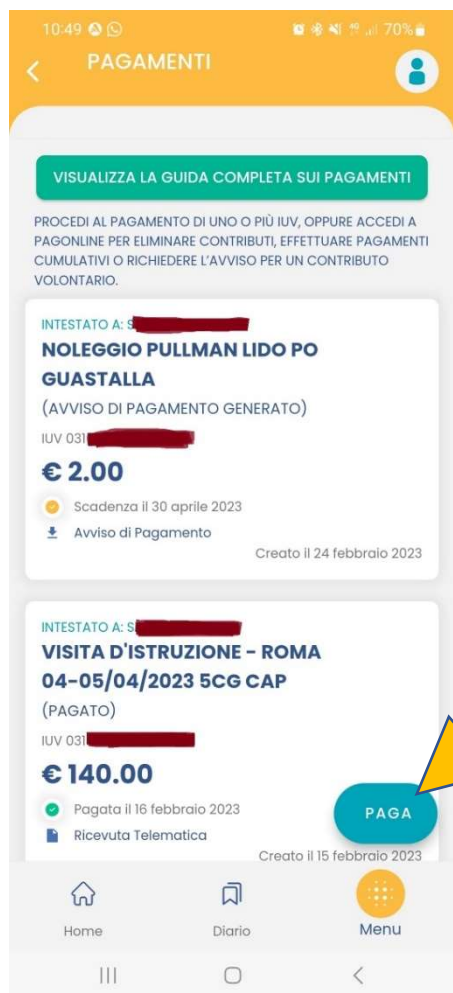 10:49 70%
PAGAMENTI
VISUALIZZA LA GUIDA COMPLETA SUI PAGAMENTI
PROCEDI AL PAGAMENTO DI UNO O PIÙ IUV, OPPURE ACCEDI A
PAGONLINE PER ELIMINARE CONTRIBUTI, EFFETTUARE PAGAMENTI
CUMULATIVI O RICHIEDERE L'AVVISO PER UN CONTRIBUTO
VOLONTARIO.
INTESTATO A: S
NOLEGGIO PULLMAN LIDO PO
GUASTALLA
(AVVISO DI PAGAMENTO GENERATO)
IUV 031
€ 2.00
Scadenza il 30 aprile 2023
Avviso di Pagamento
Creato il 24 febbraio 2023
INTESTATO A: S
VISITA D'ISTRUZIONE - ROMA
04-05/04/2023 5CG CAP
(PAGATO)
IUV 031
€ 140.00
Pagata il 16 febbraio 2023
PAGA
Ricevuta Telematica
Creato il 15 febbraio 2023
Home Diario Menu